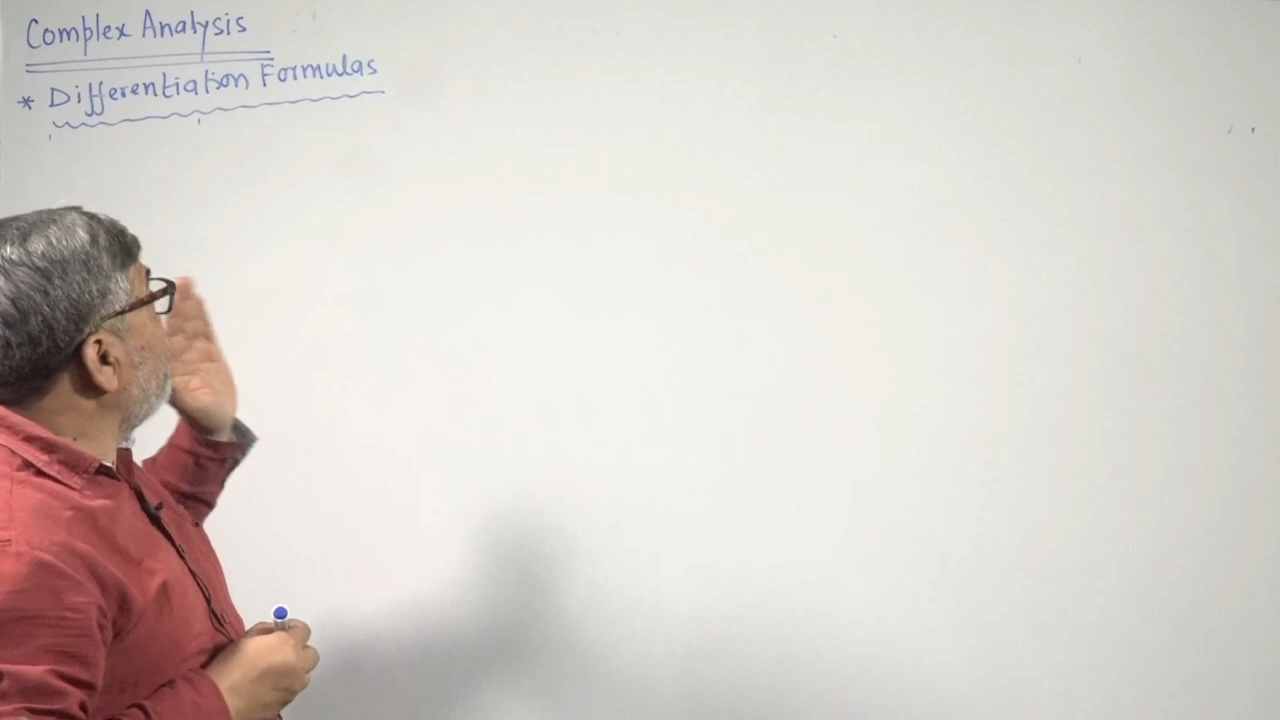 Complex Analysis
* Differentiation Formulas